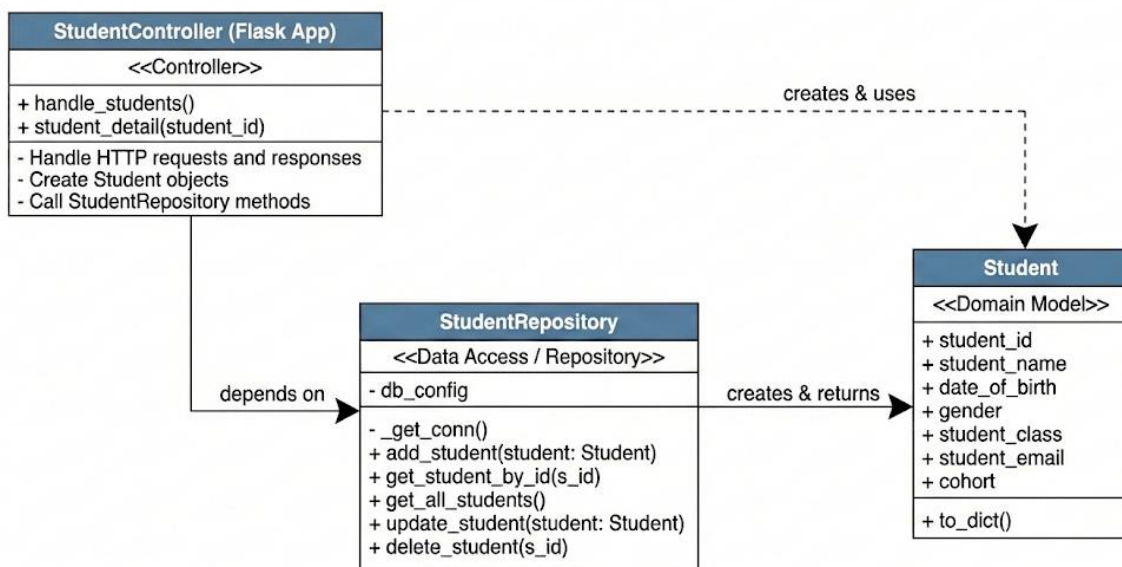 StudentController (Flask App)
<<Controller>>
+ handle_students()
+ student_detail(student_id)
- Handle HTTP requests and responses
- Create Student objects
- Call StudentRepository methods
creates & uses
depends on
StudentRepository
<<Data Access / Repository>>
- db_config
- _get_conn()
+ add_student(student: Student)
+ get_student_by_id(s_id)
+ get_all_students()
+ update_student(student: Student)
+ delete_student(s_id)
creates & returns
Student
<<Domain Model>>
+ student_id
+ student_name
+ date_of_birth
+ gender
+ student_class
+ student_email
+ cohort
+ to_dict()